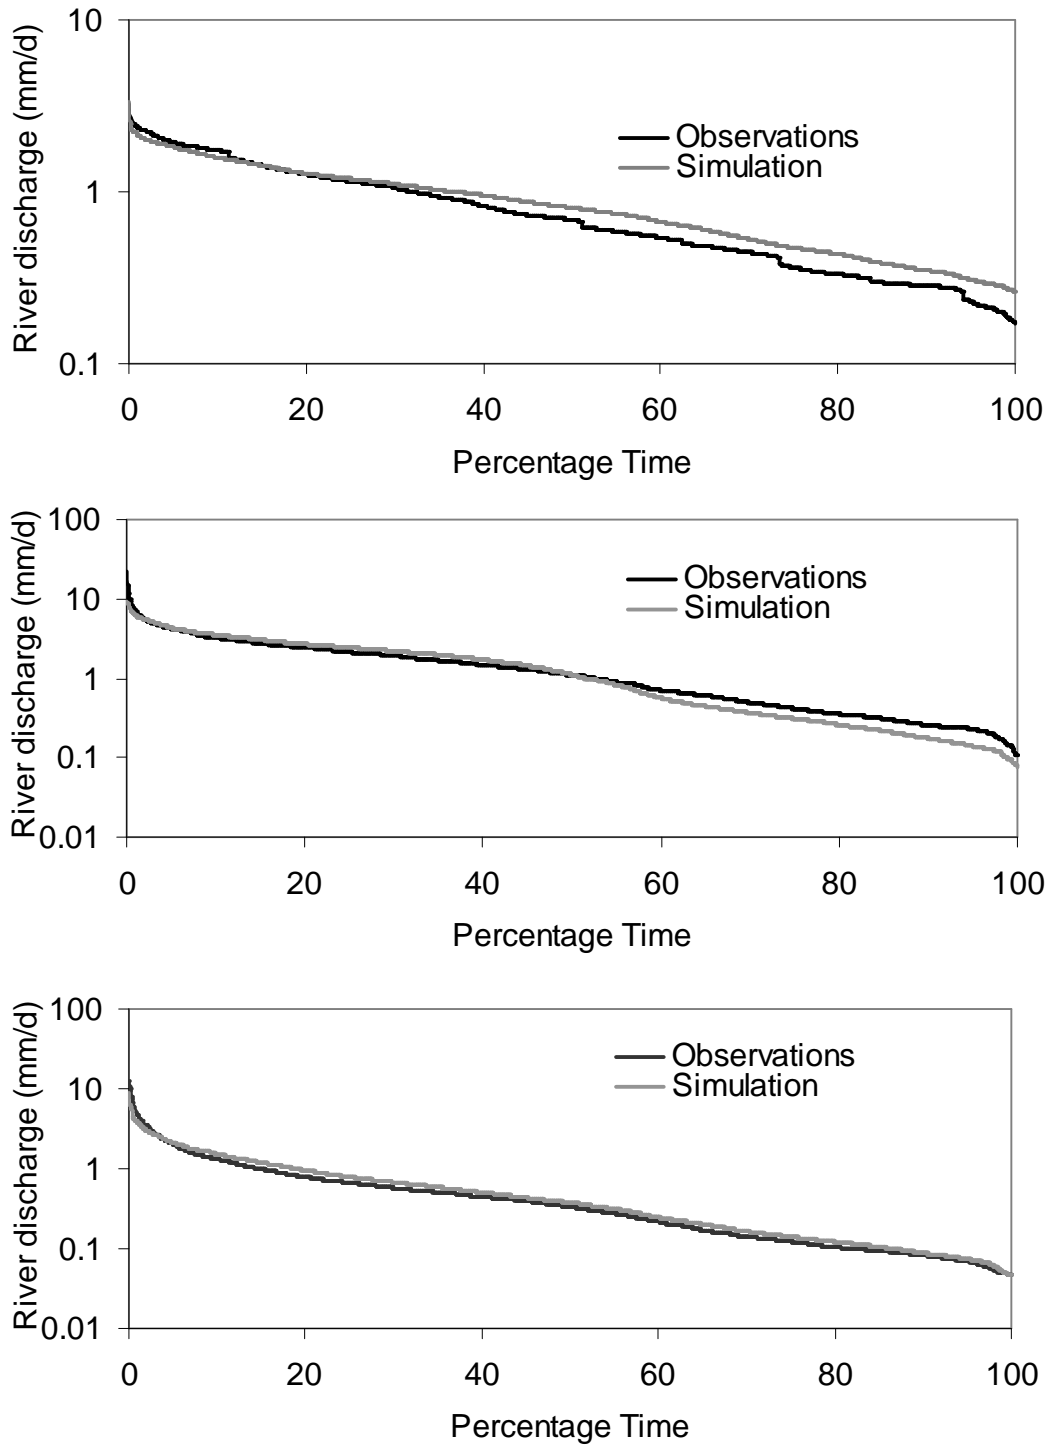 10
1
0.1
River discharge (mm/d)
Observations
Simulation
0 20 40 60 80 100
Percentage Time
100
10
1
0.1
0.01
River discharge (mm/d)
Observations
Simulation
0 20 40 60 80 100
Percentage Time
100
10
1
0.1
0.01
River discharge (mm/d)
Observations
Simulation
0 20 40 60 80 100
Percentage Time